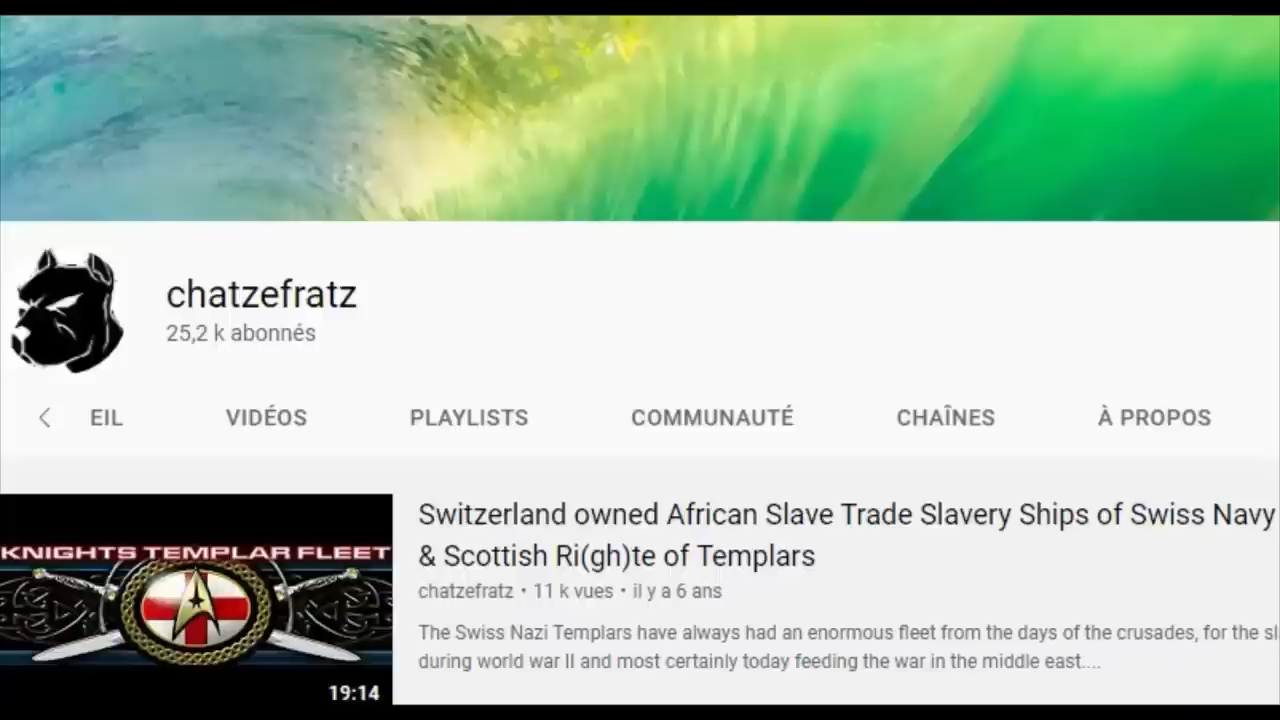 chatzefratz
25,2 k abonnés
EIL VIDÉOS PLAYLISTS COMMUNAUTÉ CHAÎNES À PROPOS
KNIGHTS TEMPLAR FLEET
19:14
Switzerland owned African Slave Trade Slavery Ships of Swiss Navy
& Scottish Ri(gh)te of Templars
chatzefratz • 11 k vues • il y a 6 ans
The Swiss Nazi Templars have always had an enormous fleet from the days of the crusades, for the sl
during world war II and most certainly today feeding the war in the middle east....